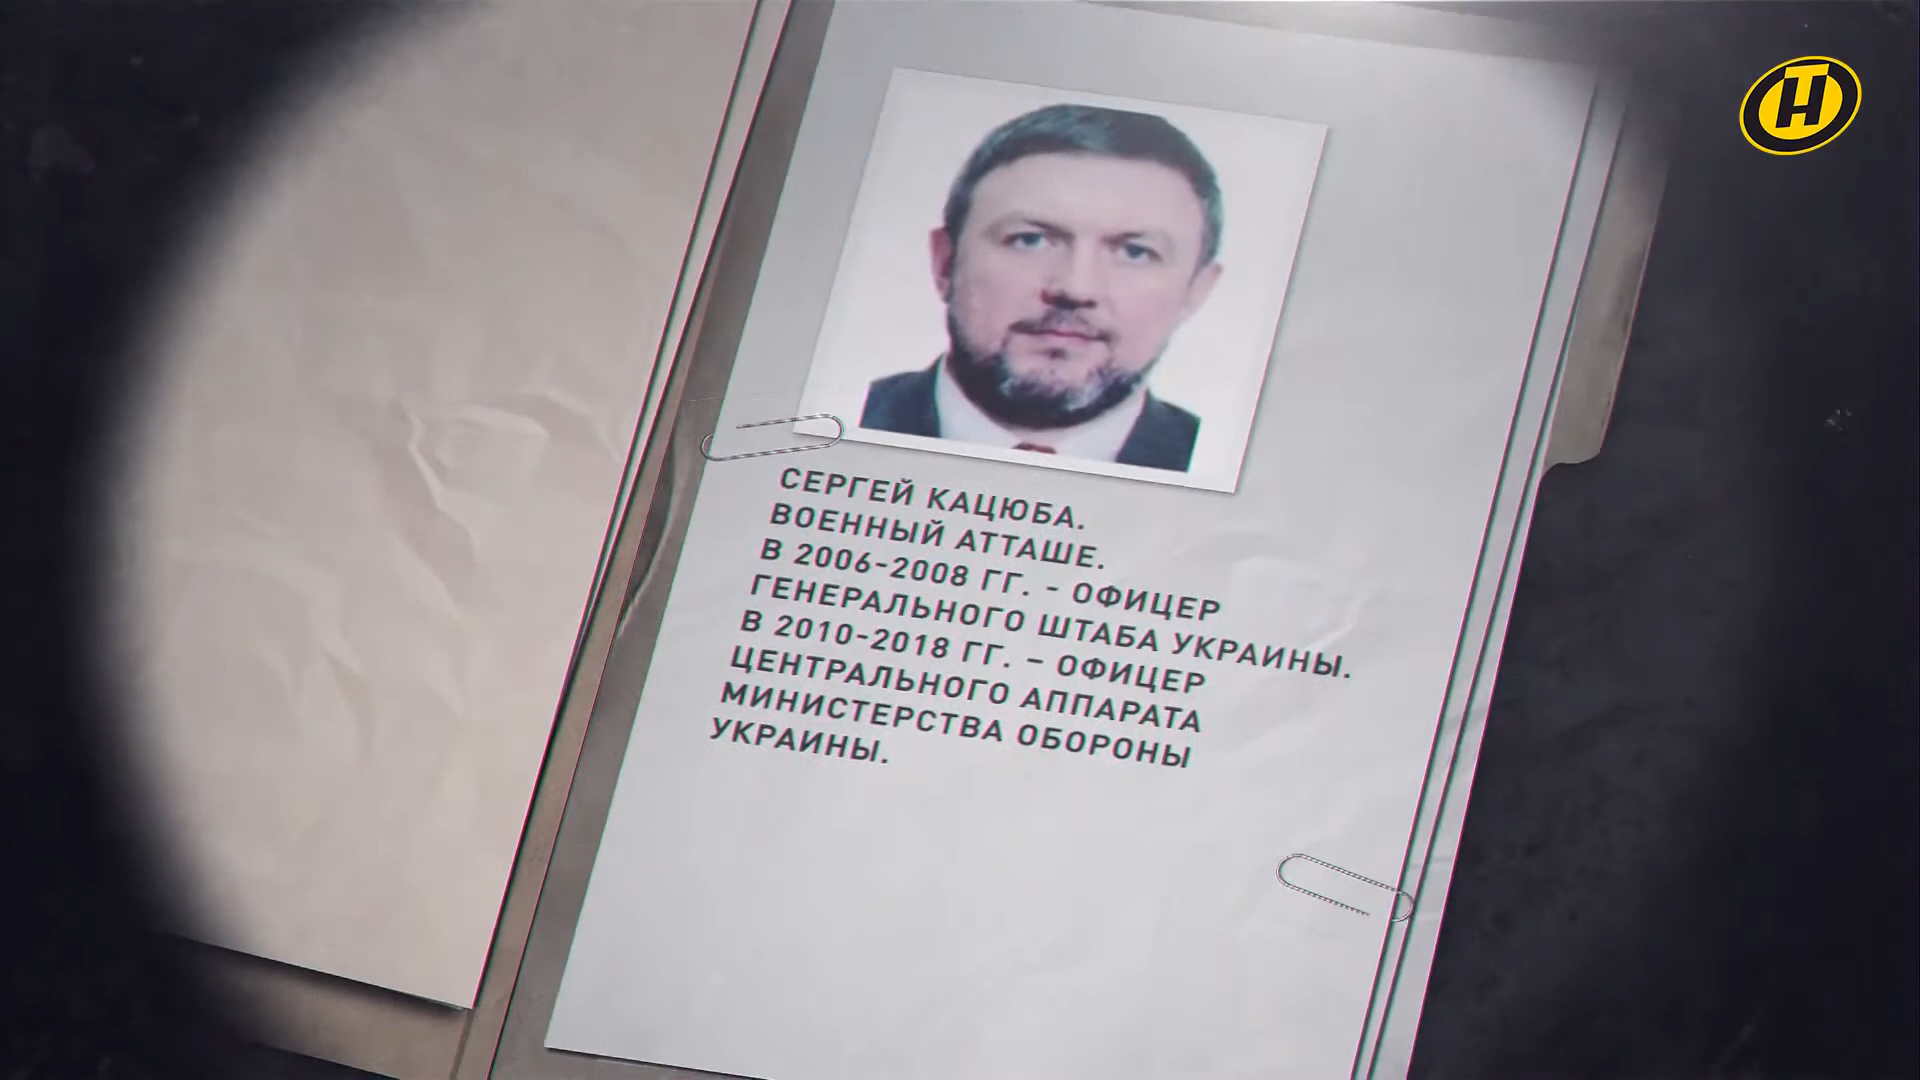 ТН
СЕРГЕЙ КАЦЮБА.
ВОЕННЫЙ АТТАШЕ.
В 2006-2008 ГГ. - ОФИЦЕР
ГЕНЕРАЛЬНОГО ШТАБА УКРАИНЫ.
В 2010-2018 ГГ. – ОФИЦЕР
ЦЕНТРАЛЬНОГО АППАРАТА
МИНИСТЕРСТВА ОБОРОНЫ
УКРАИНЫ.